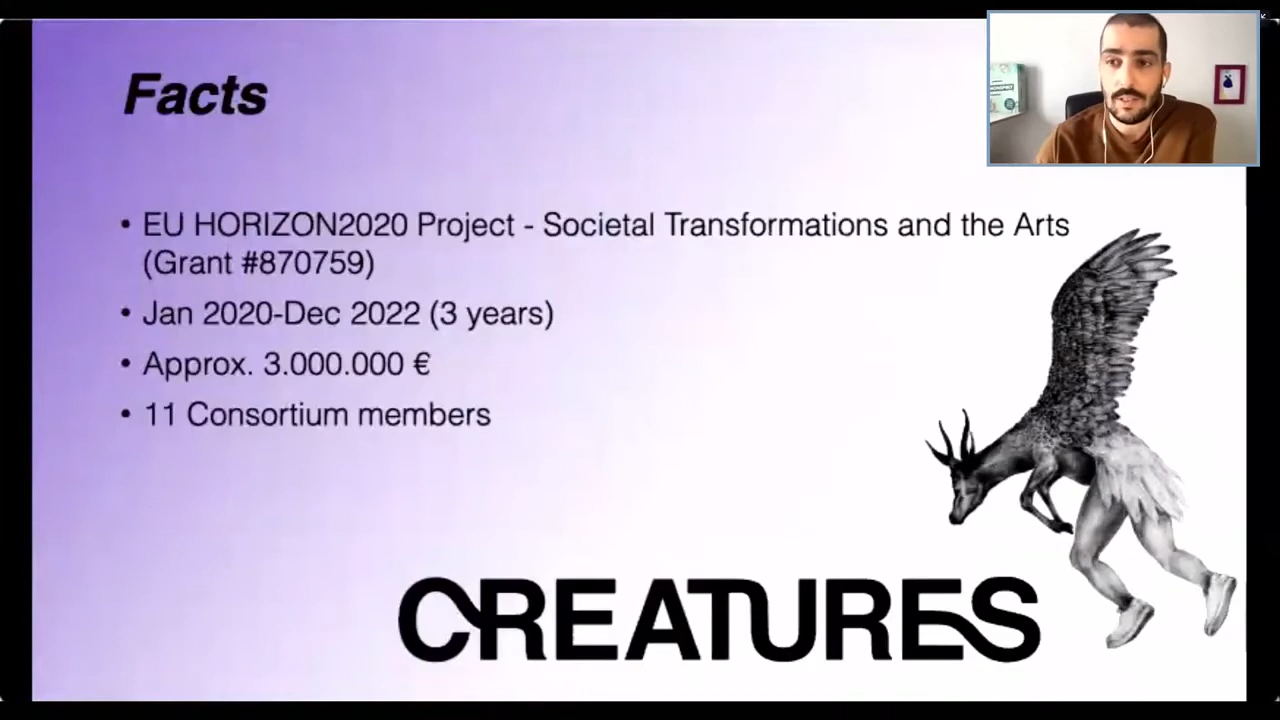 Facts
• EU HORIZON2020 Project - Societal Transformations and the Arts
(Grant #870759)
• Jan 2020-Dec 2022 (3 years)
• Approx. 3.000.000 €
• 11 Consortium members
CREATURES